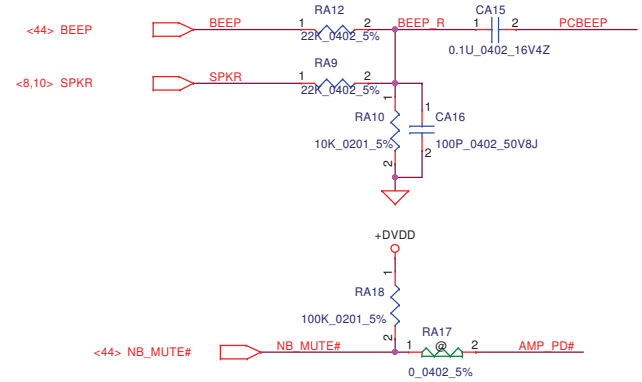 RA12
CA15
<44> BEEP
BEEP
1
2
BEEP_R
1
2
PCBEEP
22K_0402_5%
0.1U_0402_16V4Z
RA9
<8,10> SPKR
SPKR
1
2
22K_0402_5%
1
1
RA10
CA16
10K_0201_5%
100P_0402_50V8J
2
2
+DVDD
1
RA18
100K_0201_5%
2
RA17
<44> NB_MUTE#
NB_MUTE#
1
@
2
AMP_PD#
0_0402_5%